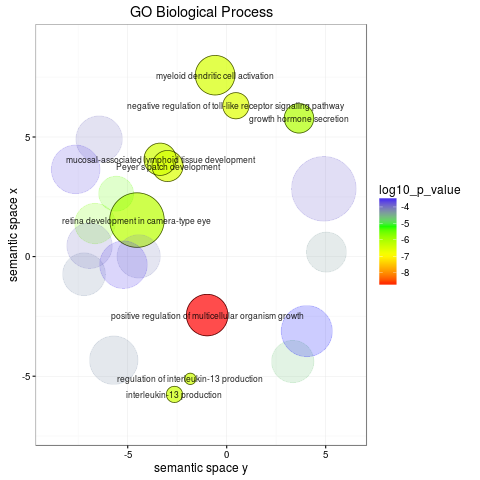 GO Biological Process
myeloid dendritic cell activation
negative regulation of toll-like receptor signaling pathway
growth hormone secretion
5
mucosal-associated lymphoid tissue development
Peyer's patch development
log10_p_value
-4
-5
-6
-7
-8
semantic space x
retina development in camera-type eye
0
positive regulation of multicellular organism growth
-5
regulation of interleukin-13 production
interleukin-13 production
-5
0
5
semantic space y